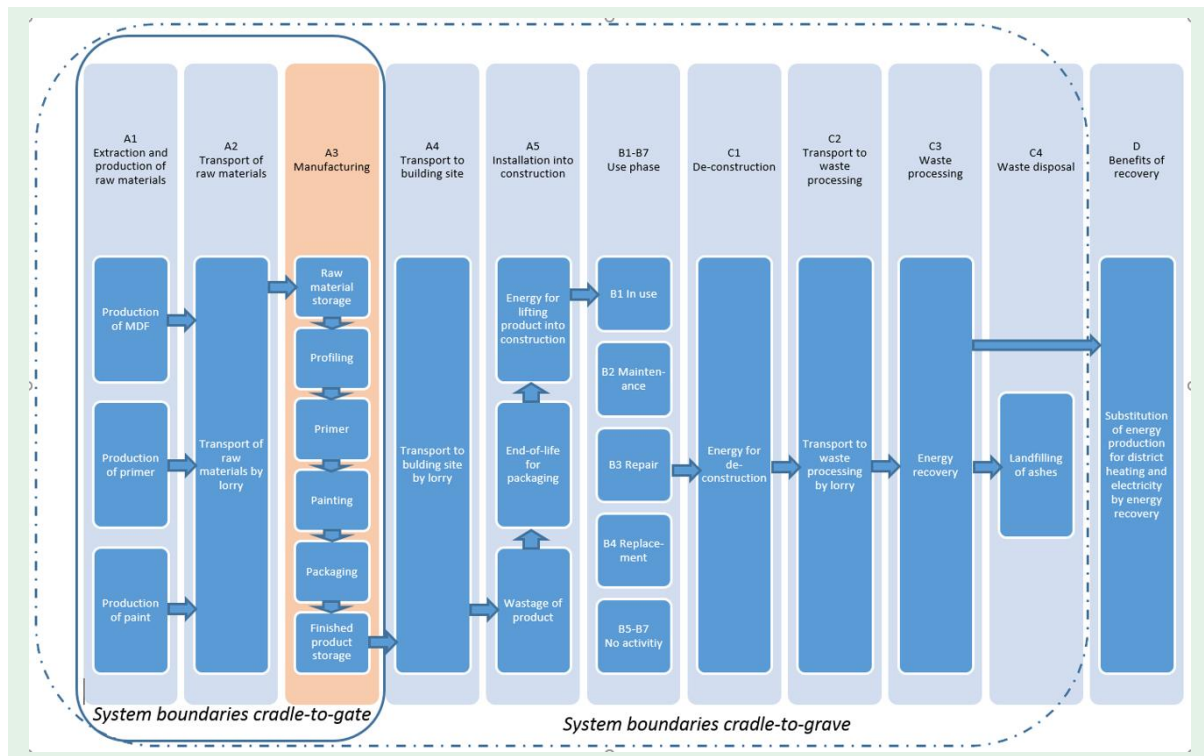 A1
Extraction and
production of
raw materials
A2
Transport of
raw materials
A3
Manufacturing
A4
Transport to
building site
A5
Installation into
construction
B1-B7
Use phase
C1
De-construction
C2
Transport to
waste
processing
C3
Waste
processing
C4
Waste disposal
D
Benefits of
recovery
Production
of MDF
Production
of primer
Production
of paint
Transport of
raw
materials by
lorry
Raw
material
storage
Profiling
Primer
Painting
Packaging
Finished
product
storage
Transport to
bulding site
by lorry
Energy for
lifting
product into
construction
End-of-life
for
packaging
Wastage of
product
B1 In use
B2 Mainten-
ance
B3 Repair
B4 Replace-
ment
B5-B7
No activitiy
Energy for
de-
construction
Transport to
waste
processing
by lorry
Energy
recovery
Landfilling
of ashes
Substitution
of energy
production
for district
heating and
electricity
by energy
recovery
System boundaries cradle-to-gate
System boundaries cradle-to-grave